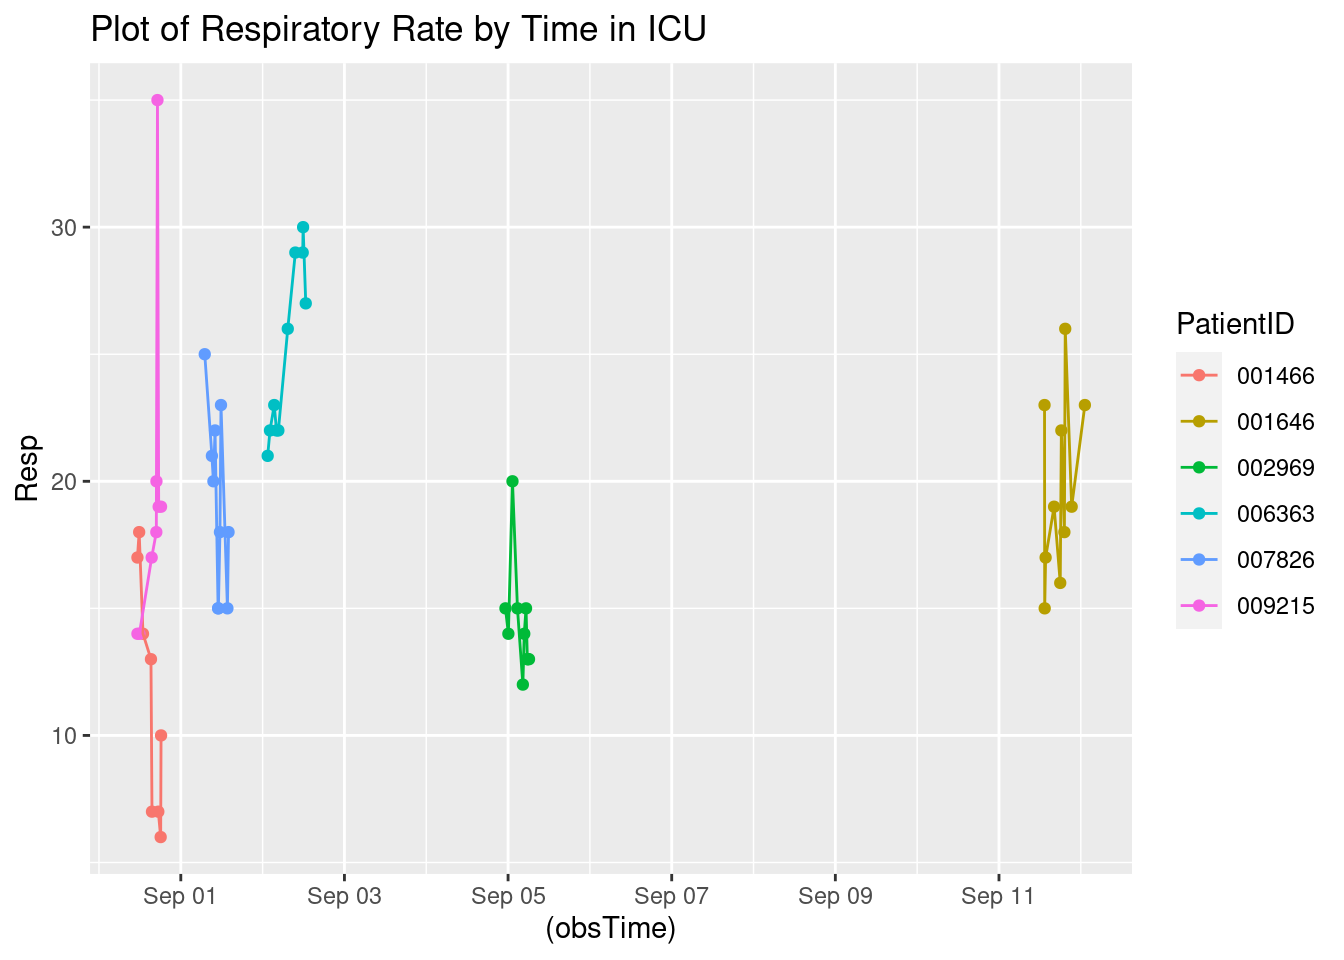 Plot of Respiratory Rate by Time in ICU
Resp
30
20
10
Sep 01 Sep 03 Sep 05 Sep 07 Sep 09 Sep 11
(obsTime)
PatientID
001466
001646
002969
006363
007826
009215